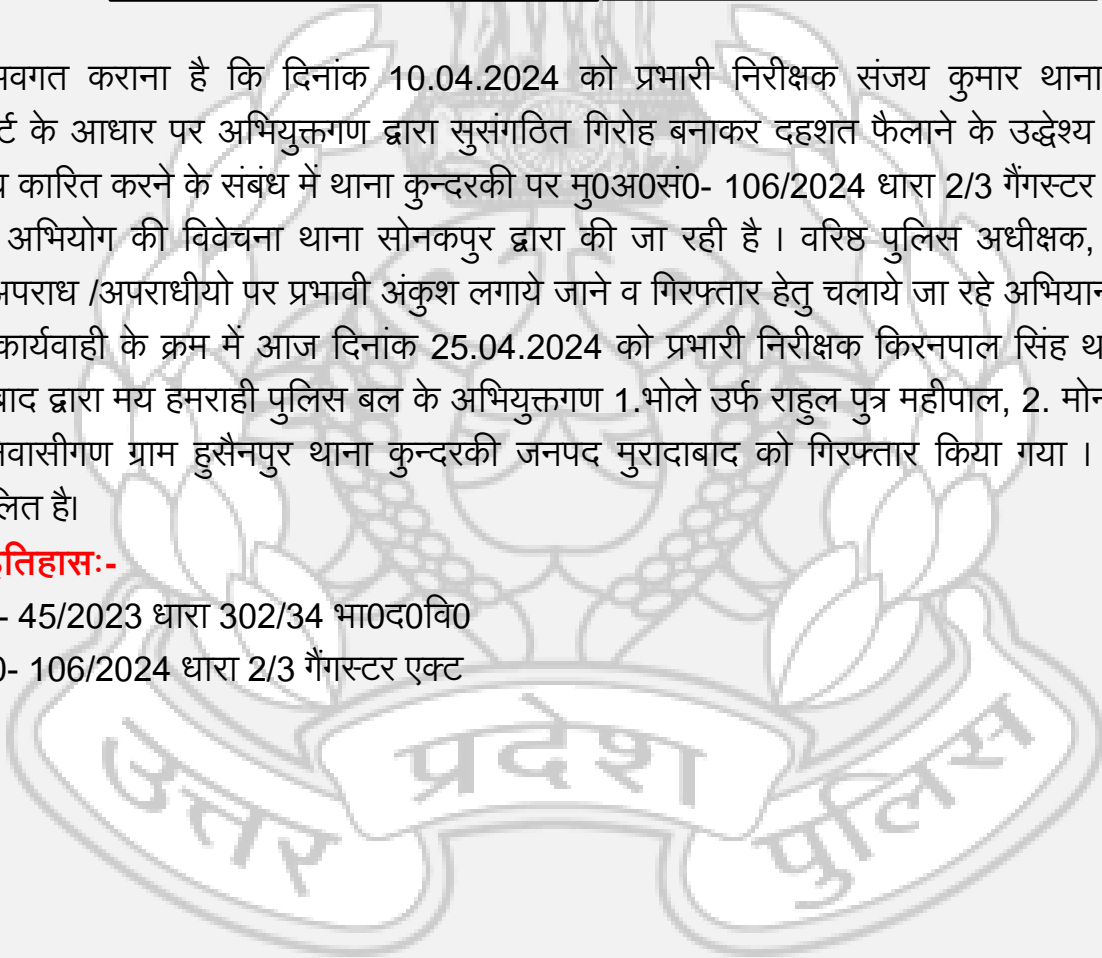 अवगत कराना है कि दिनांक 10.04.2024 को प्रभारी निरीक्षक संजय कुमार थाना
के आधार पर अभियुक्तगण द्वारा सुसंगठित गिरोह बनाकर दहशत फैलाने के उद्धेश्य
कारित करने के संबंध में थाना कुन्दरकी पर मु0अ0सं0- 106/2024 धारा 2/3 गैंगस्टर
अभियोग की विवेचना थाना सोनकपुर द्वारा की जा रही है । वरिष्ठ पुलिस अधीक्षक,
अपराध /अपराधीयो पर प्रभावी अंकुश लगाये जाने व गिरफ्तार हेतु चलाये जा रहे अभियान
कार्यवाही के क्रम में आज दिनांक 25.04.2024 को प्रभारी निरीक्षक किरनपाल सिंह
द्वारा मय हमराही पुलिस बल के अभियुक्तगण 1.भोले उर्फ राहुल पुत्र महीपाल, 2. मोन
निवासीगण ग्राम हुसैनपुर थाना कुन्दरकी जनपद मुरादाबाद को गिरफ्तार किया गया ।
है।
इतिहासः-
- 45/2023 धारा 302/34 भा0द0वि0
0- 106/2024 धारा 2/3 गैंगस्टर एक्ट
उत्तर प्रदेश पुलिस